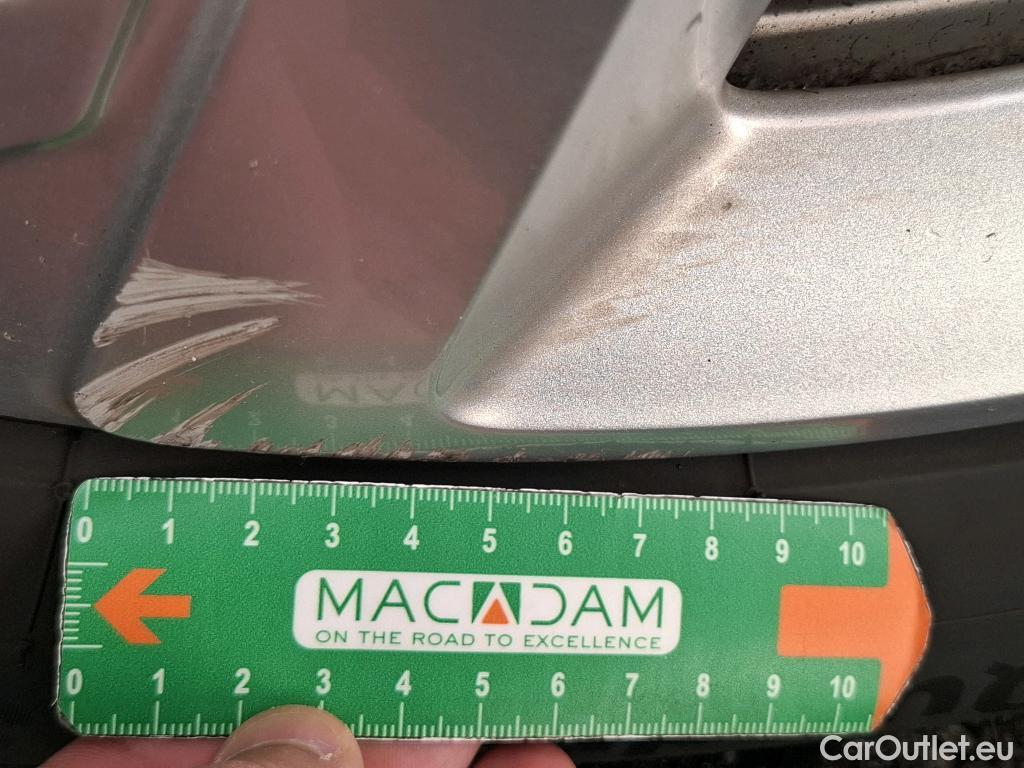 0 1 2 3 4 5 6 7 8 9 10
MACADAM
ON THE ROAD TO EXCELLENCE
0 1 2 3 4 5 6 7 8 9 10
CarOutlet.eu